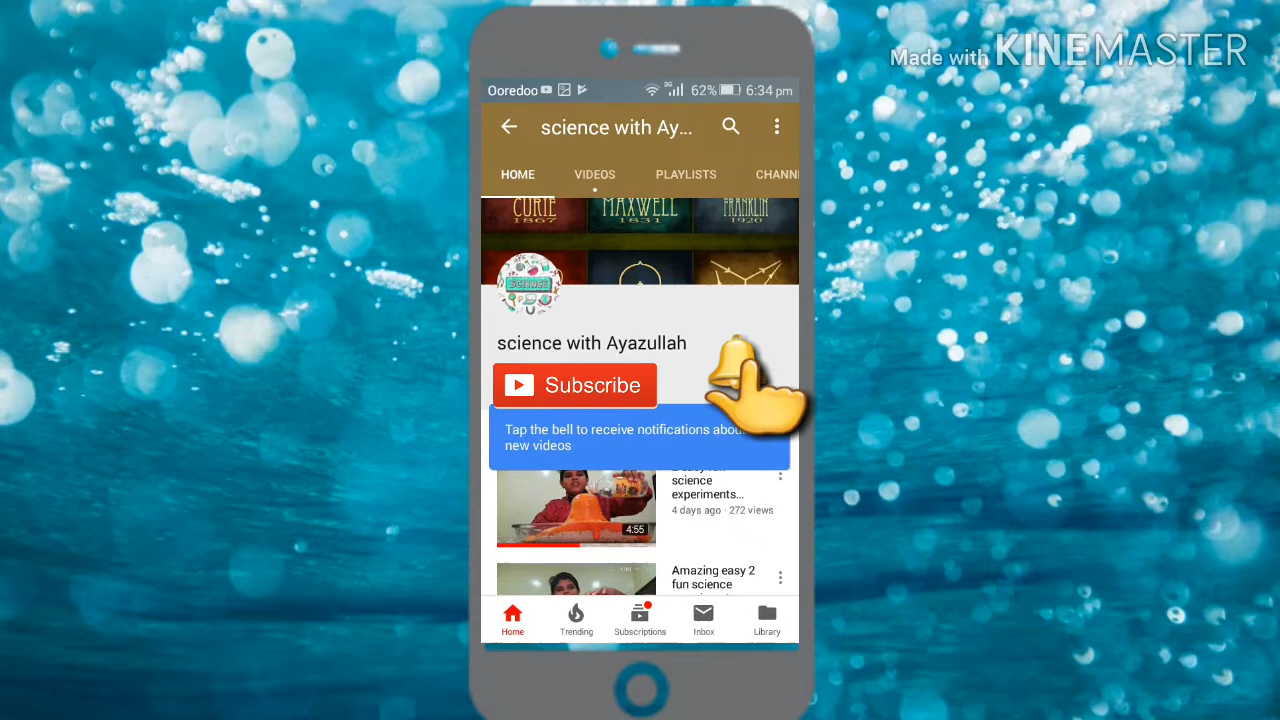 Made with KINEMASTER
Ooredoo 3G 62% 6:34 pm
science with Ay...
HOME VIDEOS PLAYLISTS CHANN
CURIE MAXWELL FRANKLIN
1867 1831 1920
Science
science with Ayazullah
Subscribe
Tap the bell to receive notifications
new videos
science
experiments...
4 days ago · 272 views
4:55
Amazing easy 2
fun science
Home Trending Subscriptions Inbox Library